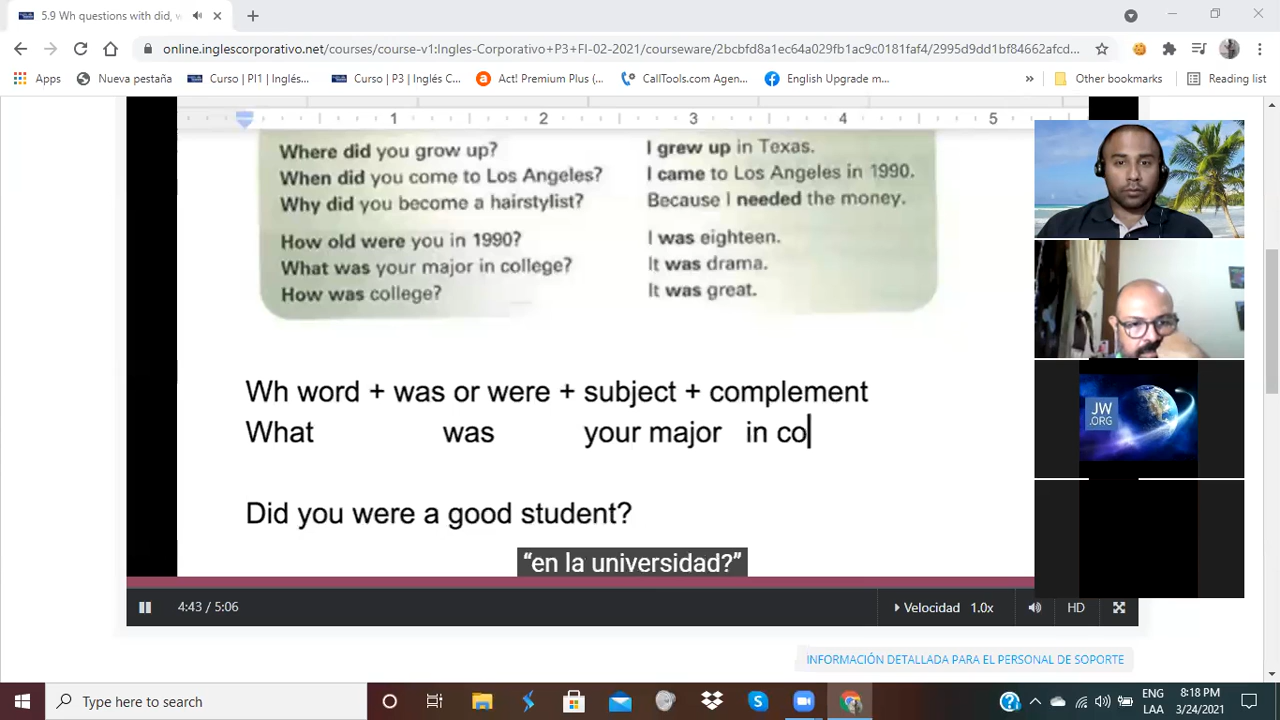 5.9 Wh questions with did, w
online.inglescorporativo.net/courses/course-v1:Ingles-Corporativo+P3+FI-02-2021/courseware/2bcbfd8a1ec64a029fb1ac9c0181faf4/2995d9dd1bf84662afcd...
Apps
Nueva pestaña
Curso | PI1 | Inglés...
Curso | P3 | Inglés C...
Act! Premium Plus (...
CallTools.com Agen...
English Upgrade m...
»
Other bookmarks
Reading list
1 2 3 4 5
Where did you grow up? I grew up in Texas.
When did you come to Los Angeles? I came to Los Angeles in 1990.
Why did you become a hairstylist? Because I needed the money.
How old were you in 1990? I was eighteen.
What was your major in college? It was drama.
How was college? It was great.
Wh word + was or were + subject + complement
What was your major in co
Did you were a good student?
"en la universidad?"
JW
.ORG
4:43 / 5:06
Velocidad 1.0x
HD
INFORMACIÓN DETALLADA PARA EL PERSONAL DE SOPORTE
Type here to search
ENG
LAA
8:18 PM
3/24/2021